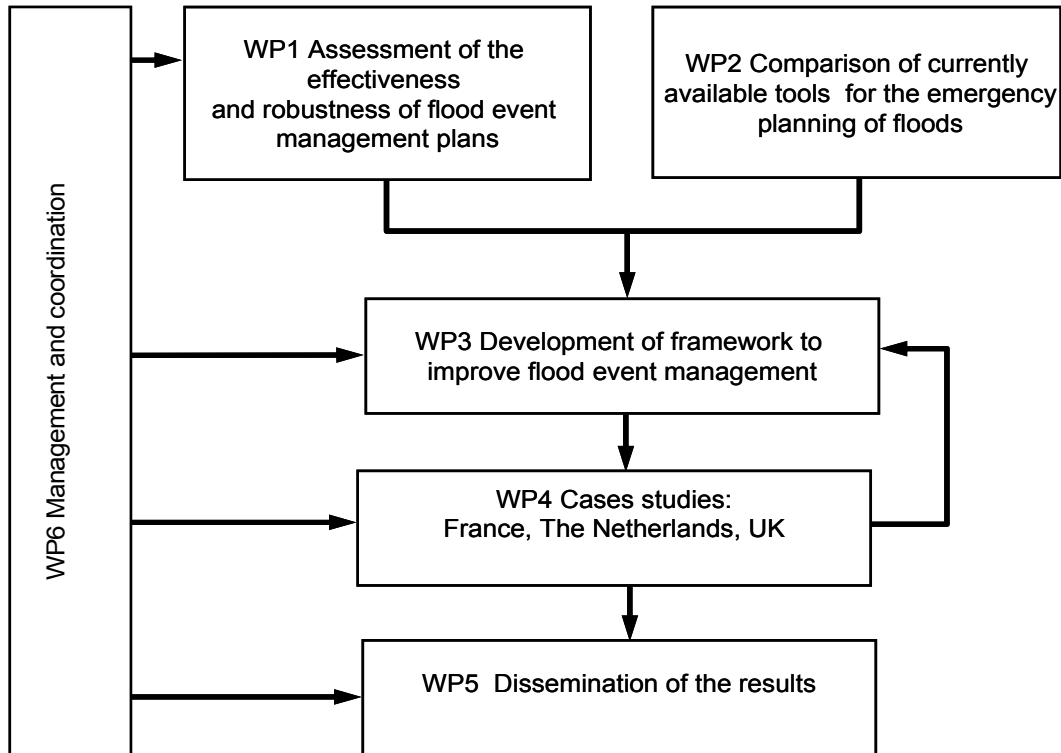 WP1 Assessment of the
effectiveness
and robustness of flood event
management plans
WP2 Comparison of currently
available tools for the emergency
planning of floods
WP6 Management and coordination
WP3 Development of framework to
improve flood event management
WP4 Cases studies:
France, The Netherlands, UK
WP5 Dissemination of the results